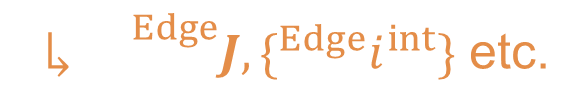 ↳ ᴱᵈᵍᵉJ, {ᴱᵈᵍᵉiⁱⁿᵗ} etc.